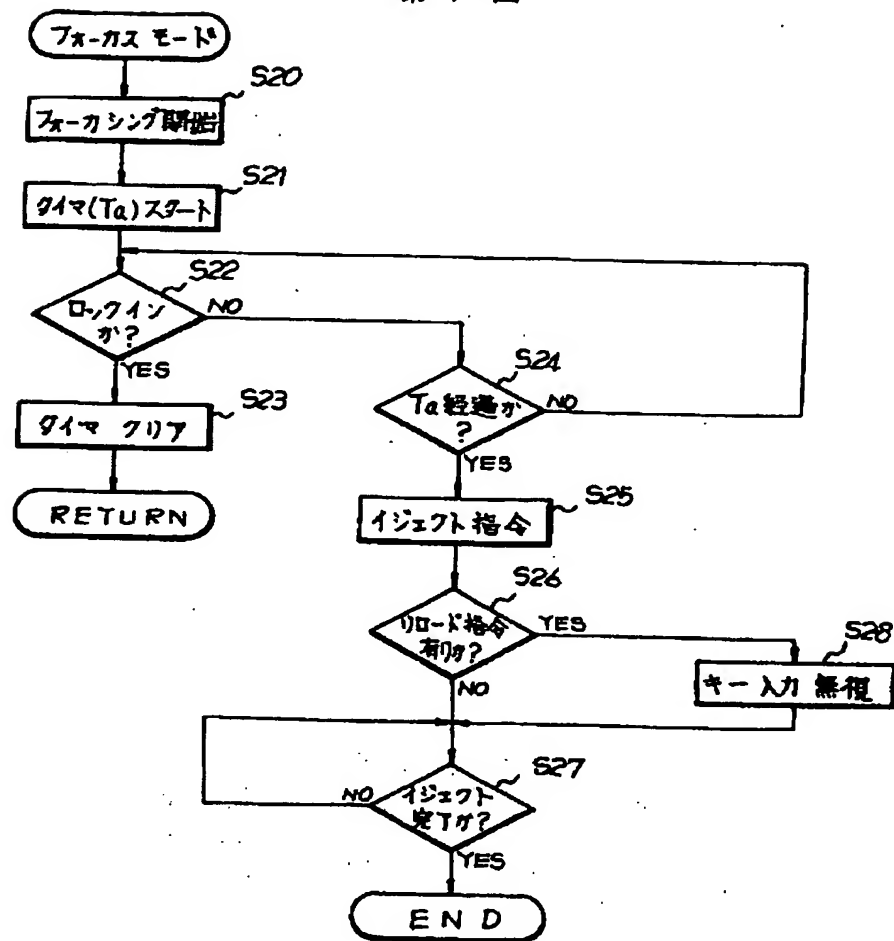 フォーカス モード
S20
フォーカシング開始
S21
タイマ(Ta)スタート
S22
ロックイン
か?
NO
YES
S23
タイマ クリア
RETURN
S24
Ta経過か
?
NO
YES
S25
イジェクト指令
S26
リロード指令
有りか?
YES
NO
S28
キー入力無視
S27
イジェクト
完了か?
NO
YES
END